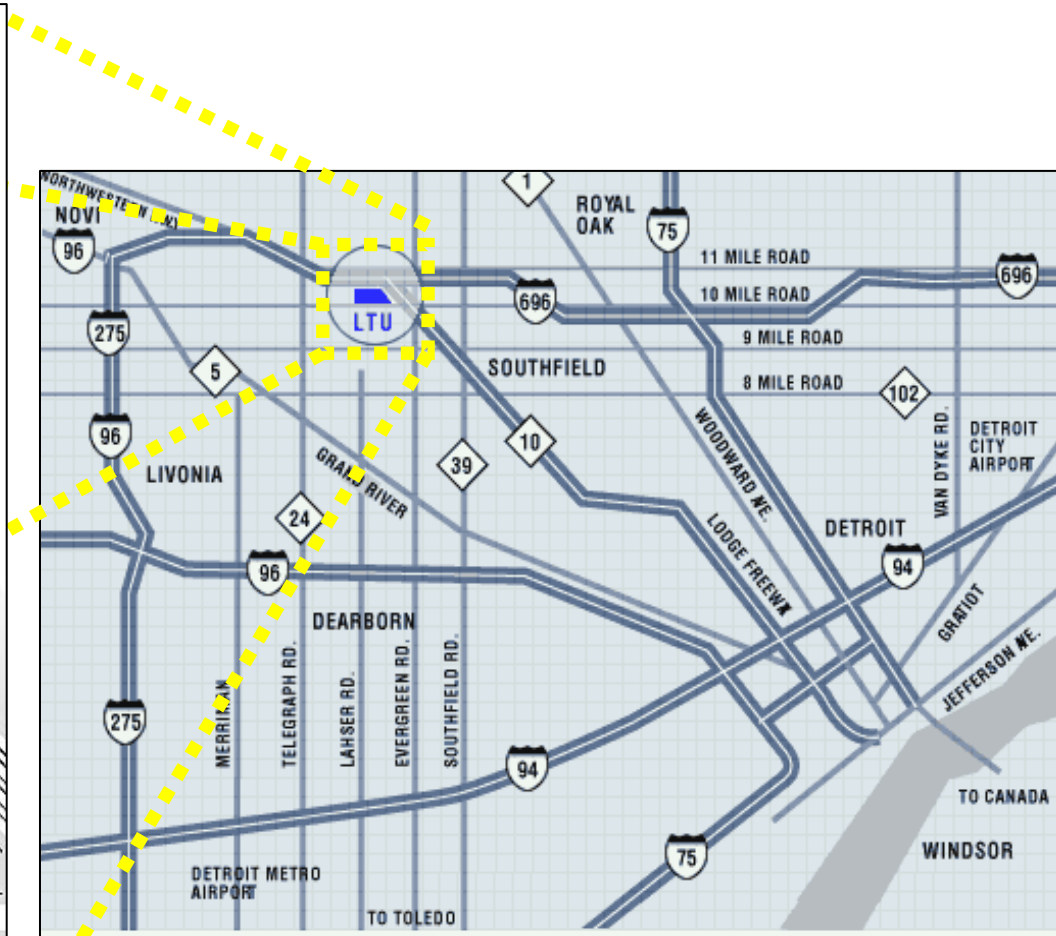 NORTHWESTERN HWY
NOVI
96
1
ROYAL
OAK
75
11 MILE ROAD
696
10 MILE ROAD
696
LTU
275
9 MILE ROAD
5
SOUTHFIELD
8 MILE ROAD
102
96
10
WOODWARD AVE.
VAN DYKE RD.
DETROIT
CITY
AIRPORT
LIVONIA
GRAND RIVER
39
24
LODGE FREEWAY
DETROIT
94
96
DEARBORN
GRATIOT
JEFFERSON AVE.
275
MERRIMAN
TELEGRAPH RD.
LAHSER RD.
EVERGREEN RD.
SOUTHFIELD RD.
94
TO CANADA
75
WINDSOR
DETROIT METRO
AIRPORT
TO TOLEDO